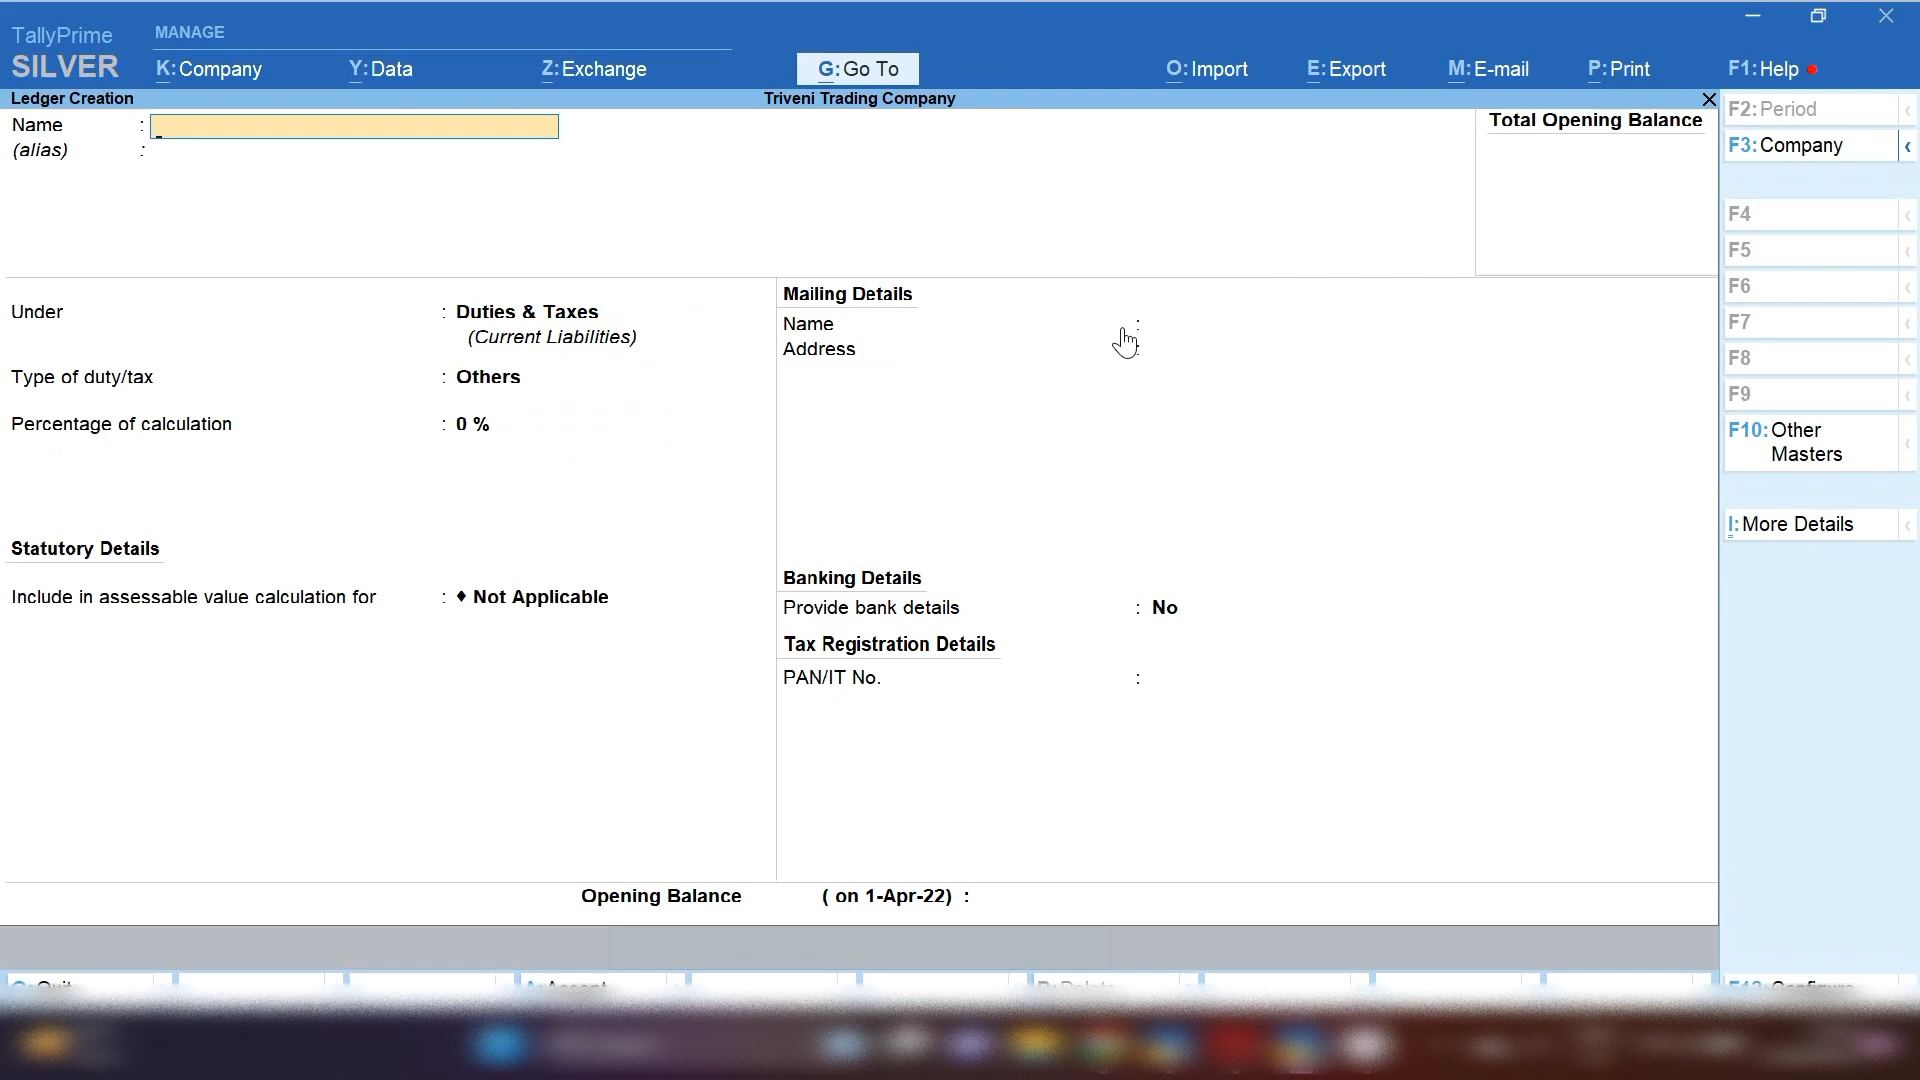 TallyPrime
SILVER
MANAGE
K:Company
Y:Data
Z:Exchange
G:Go To
O:Import
E:Export
M:E-mail
P:Print
F1:Help
Ledger Creation
Triveni Trading Company
Name :
(alias) :
Total Opening Balance
Under : Duties & Taxes
(Current Liabilities)
Type of duty/tax : Others
Percentage of calculation : 0 %
Statutory Details
Include in assessable value calculation for : ♦ Not Applicable
Mailing Details
Name :
Address :
Banking Details
Provide bank details : No
Tax Registration Details
PAN/IT No. :
Opening Balance ( on 1-Apr-22) :
F2:Period
F3:Company
F4
F5
F6
F7
F8
F9
F10:Other
Masters
I:More Details